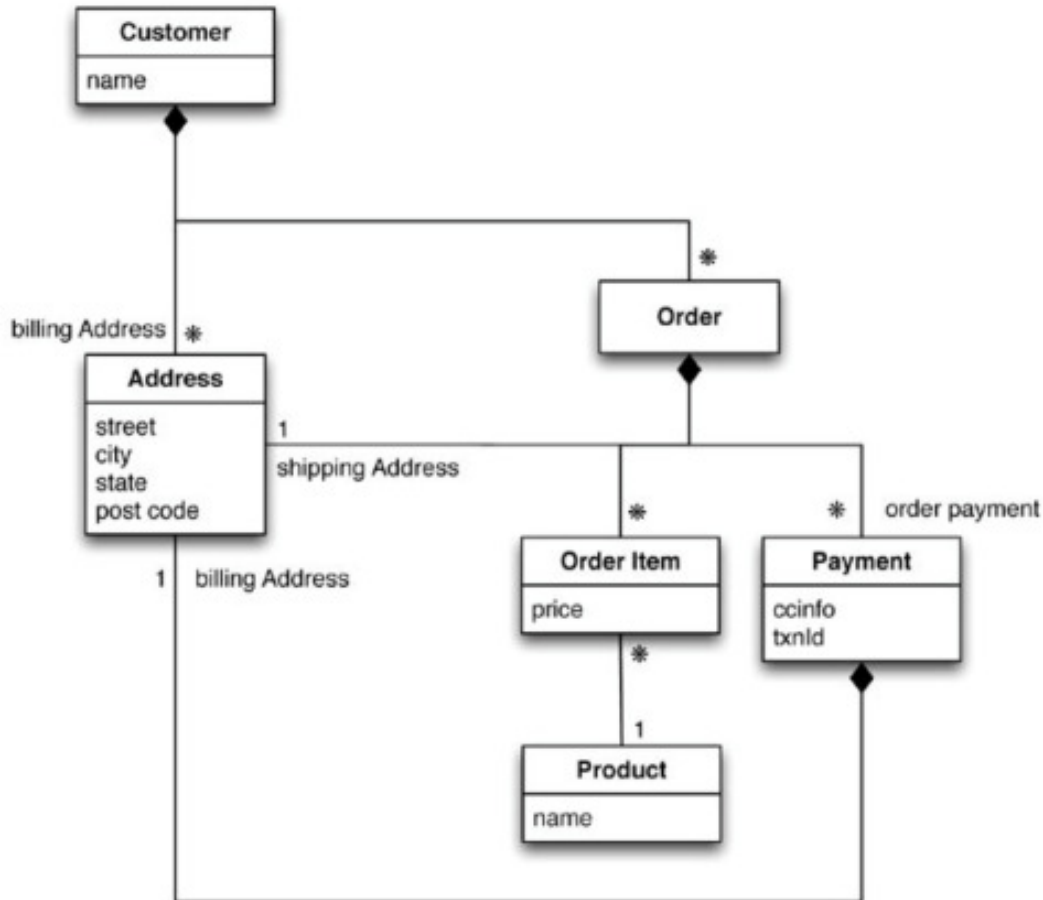 Customer
name
*
Order
billing Address *
Address
street
city
state
post code
1
shipping Address
*
* order payment
1 billing Address
Order Item
price
Payment
ccinfo
txnId
*
1
Product
name